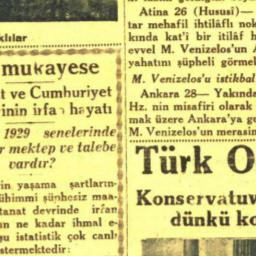 klılar
mukayese
t ve Cumhuriyet
inin irfan hayatı
1929 senelerinde
r mektep ve talebe
vardır?
rin yaşama şartların-
ühimmi şüphesiz maa-
tanat devrinde irfan
n ne kadar ihmal e-
şu istatistik çok canlı-
stermektedir:
Atina 26 (Hususi)—
tar mehafil ihtilâflı nok
kında kat'i bir itilâf h
evvel M. Venizelos'un A
yahatını şüpheli görmek
M. Venizelos'u istikbal
Ankara 28— Yakında
Hz. nin misafiri olarak
mak üzere Ankara'ya ge
M. Venizelos'un merasim
Türk O
Konservatuv
dünkü ko